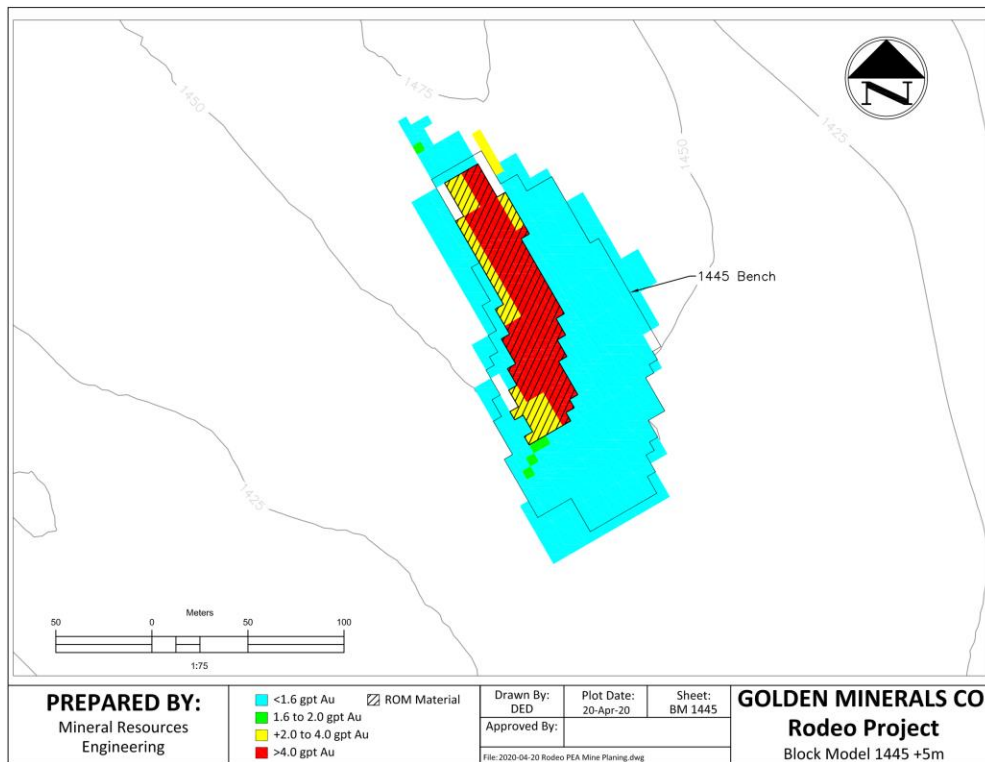 1475
1450
1450
1425
N
1445 Bench
1425
Meters
50 0 50 100
1:75
PREPARED BY:
Mineral Resources
Engineering
<1.6 gpt Au
ROM Material
1.6 to 2.0 gpt Au
+2.0 to 4.0 gpt Au
>4.0 gpt Au
Drawn By:
DED
Plot Date:
20-Apr-20
Sheet:
BM 1445
Approved By:
File:2020-04-20 Rodeo PEA Mine Planing.dwg
GOLDEN MINERALS CO
Rodeo Project
Block Model 1445 +5m